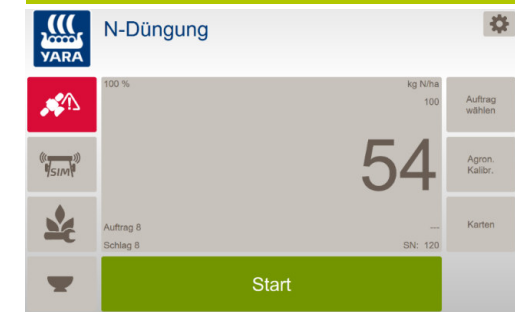 YARA
N-Düngung
100 %
kg N/ha
100
54
Auftrag
wählen
SIM
Agron.
Kalibr.
Auftrag 8
---
Karten
Schlag 8
SN: 120
Start